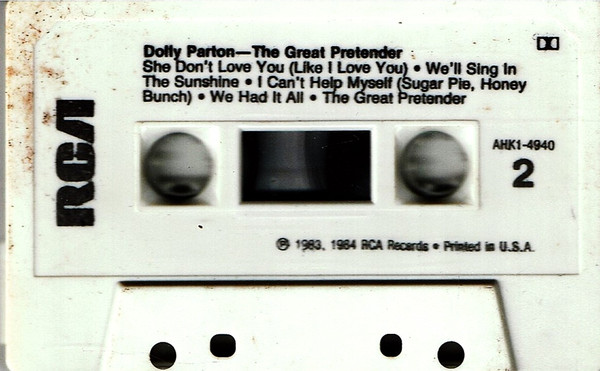 Dolly Parton—The Great Pretender
She Don't Love You (Like I Love You) • We'll Sing In
The Sunshine • I Can't Help Myself (Sugar Pie, Honey
Bunch) • We Had It All • The Great Pretender
RCA
AHK1-4940
2
℗ 1983, 1984 RCA Records • Printed in U.S.A.